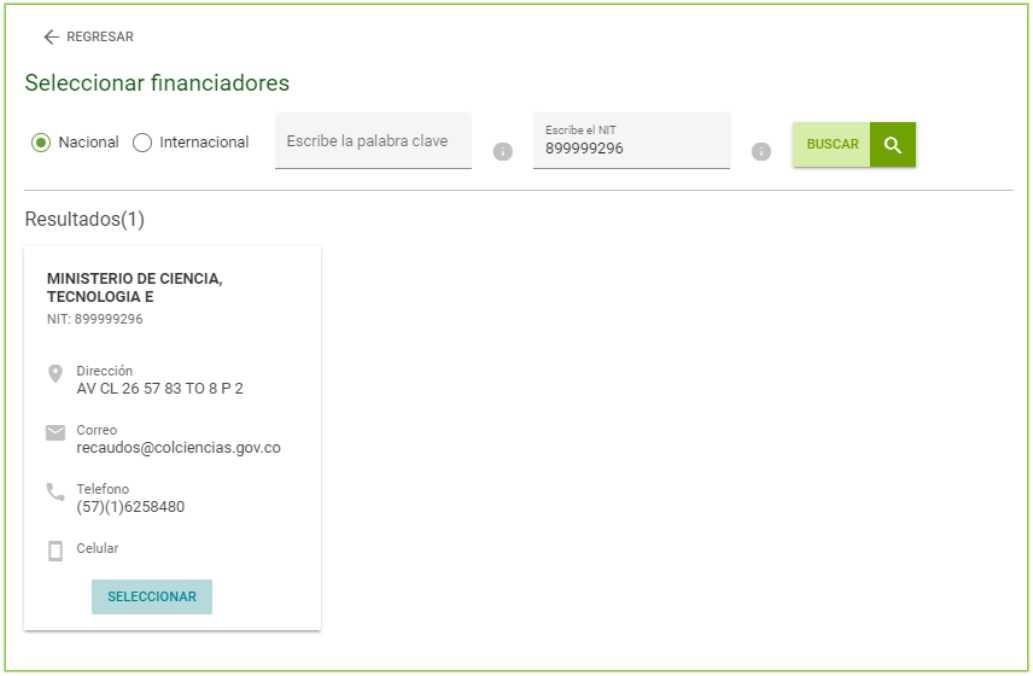 REGRESAR
Seleccionar financiadores
Nacional Internacional Escribe la palabra clave Escribe el NIT 899999296 BUSCAR
Resultados(1)
MINISTERIO DE CIENCIA,
TECNOLOGIA E
NIT: 899999296
Dirección
AV CL 26 57 83 TO 8 P 2
Correo
recaudos@colciencias.gov.co
Telefono
(57)(1)6258480
Celular
SELECCIONAR